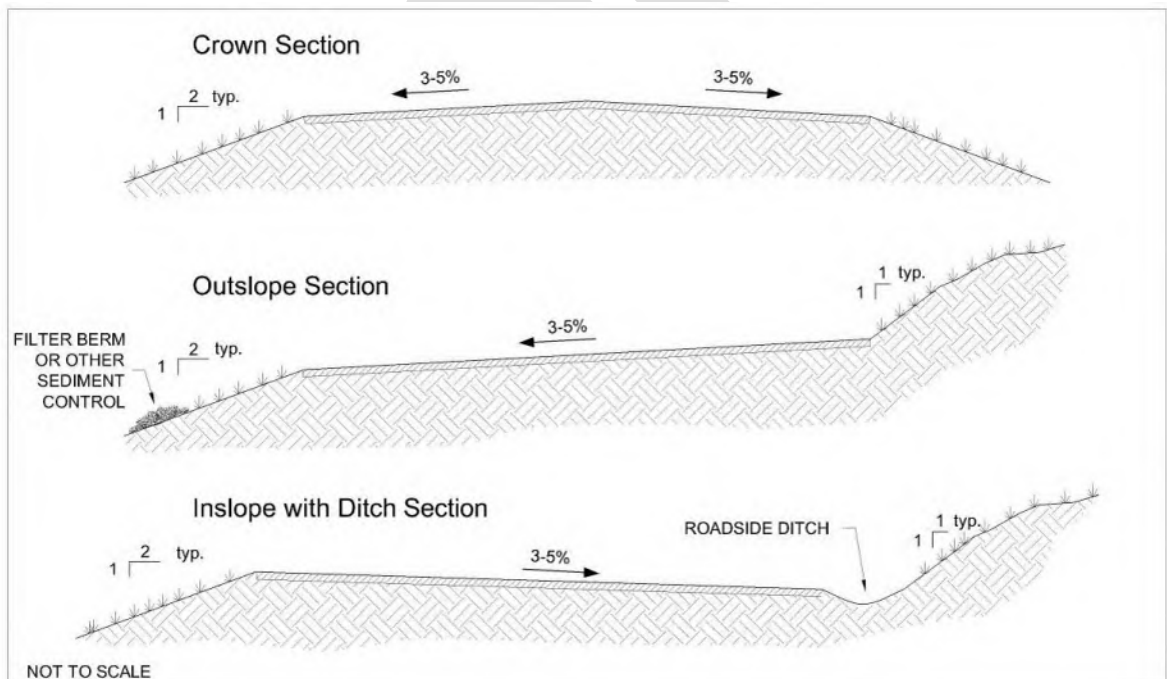 Crown Section
3-5% 3-5%
2 typ.
1
Outslope Section
1 typ.
1
3-5%
FILTER BERM
OR OTHER
SEDIMENT
CONTROL
2 typ.
1
Inslope with Ditch Section
ROADSIDE DITCH
1 typ.
1
2 typ.
1
3-5%
NOT TO SCALE